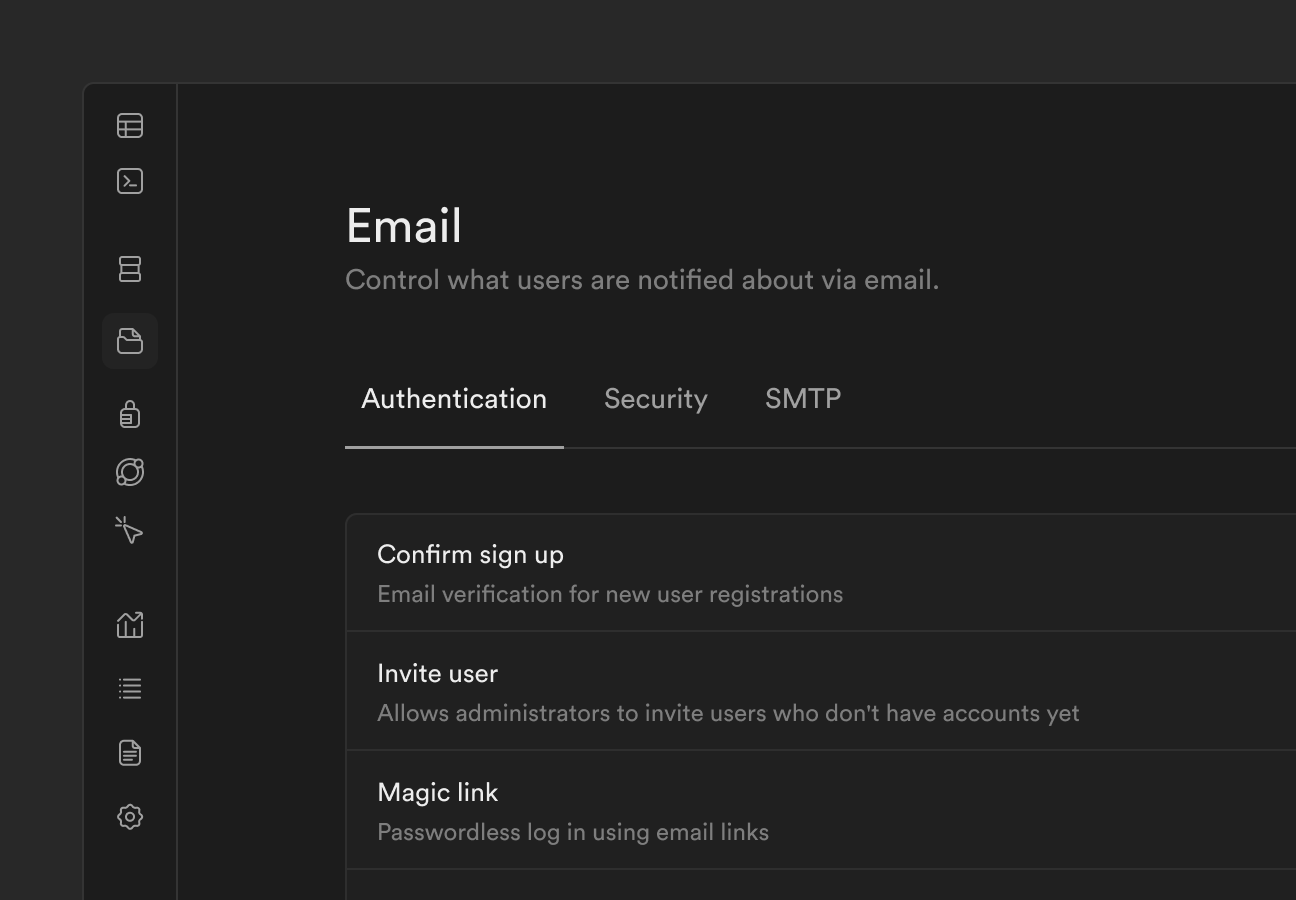 Email
Control what users are notified about via email.
Authentication Security SMTP
Confirm sign up
Email verification for new user registrations
Invite user
Allows administrators to invite users who don't have accounts yet
Magic link
Passwordless log in using email links